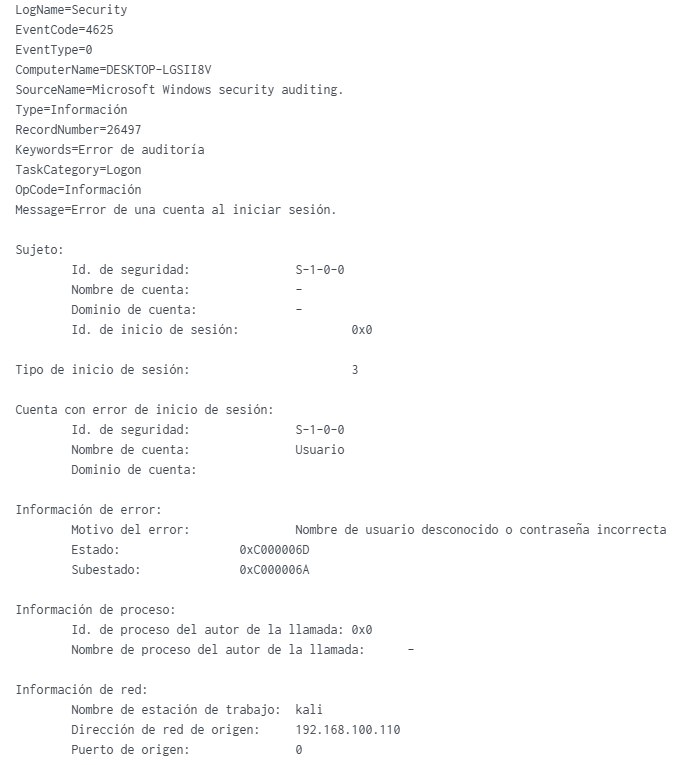 LogName=Security
EventCode=4625
EventType=0
ComputerName=DESKTOP-LGSII8V
SourceName=Microsoft Windows security auditing.
Type=Información
RecordNumber=26497
Keywords=Error de auditoría
TaskCategory=Logon
OpCode=Información
Message=Error de una cuenta al iniciar sesión.
Sujeto:
Id. de seguridad: S-1-0-0
Nombre de cuenta: -
Dominio de cuenta: -
Id. de inicio de sesión: 0x0
Tipo de inicio de sesión: 3
Cuenta con error de inicio de sesión:
Id. de seguridad: S-1-0-0
Nombre de cuenta: Usuario
Dominio de cuenta:
Información de error:
Motivo del error: Nombre de usuario desconocido o contraseña incorrecta
Estado: 0xC000006D
Subestado: 0xC000006A
Información de proceso:
Id. de proceso del autor de la llamada: 0x0
Nombre de proceso del autor de la llamada: -
Información de red:
Nombre de estación de trabajo: kali
Dirección de red de origen: 192.168.100.110
Puerto de origen: 0